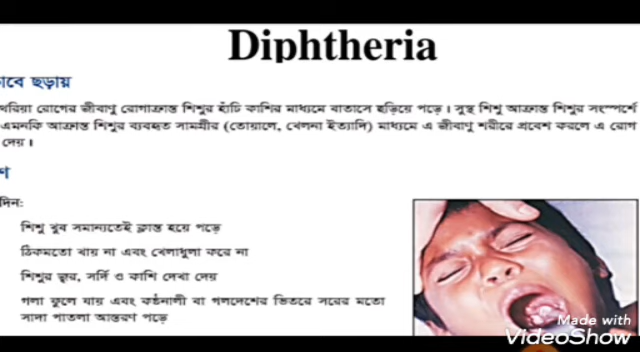 Diphtheria
াবে ছড়ায়
থরিয়া রোগের জীবাণু রোগাক্রান্ত শিশুর হাঁচি কাশির মাধ্যমে বাতাসে ছড়িয়ে পড়ে। সুস্থ শিশু আক্রান্ত শিশুর সংস্পর্শে
এমনকি আক্রান্ত শিশুর ব্যবহৃত সামগ্রীর (তোয়ালে, খেলনা ইত্যাদি) মাধ্যমে এ জীবাণু শরীরে প্রবেশ করলে এ রোগ
দেয়।
ণ
দিন:
শিশু খুব সামান্যতেই ক্লান্ত হয়ে পড়ে
ঠিকমতো খায় না এবং খেলাধুলা করে না
শিশুর জ্বর, সর্দি ও কাশি দেখা দেয়
গলা ফুলে যায় এবং কণ্ঠনালী বা গলদেশের ভিতরে সরের মতো
সাদা পাতলা আস্তরণ পড়ে
Made with
VideoShow